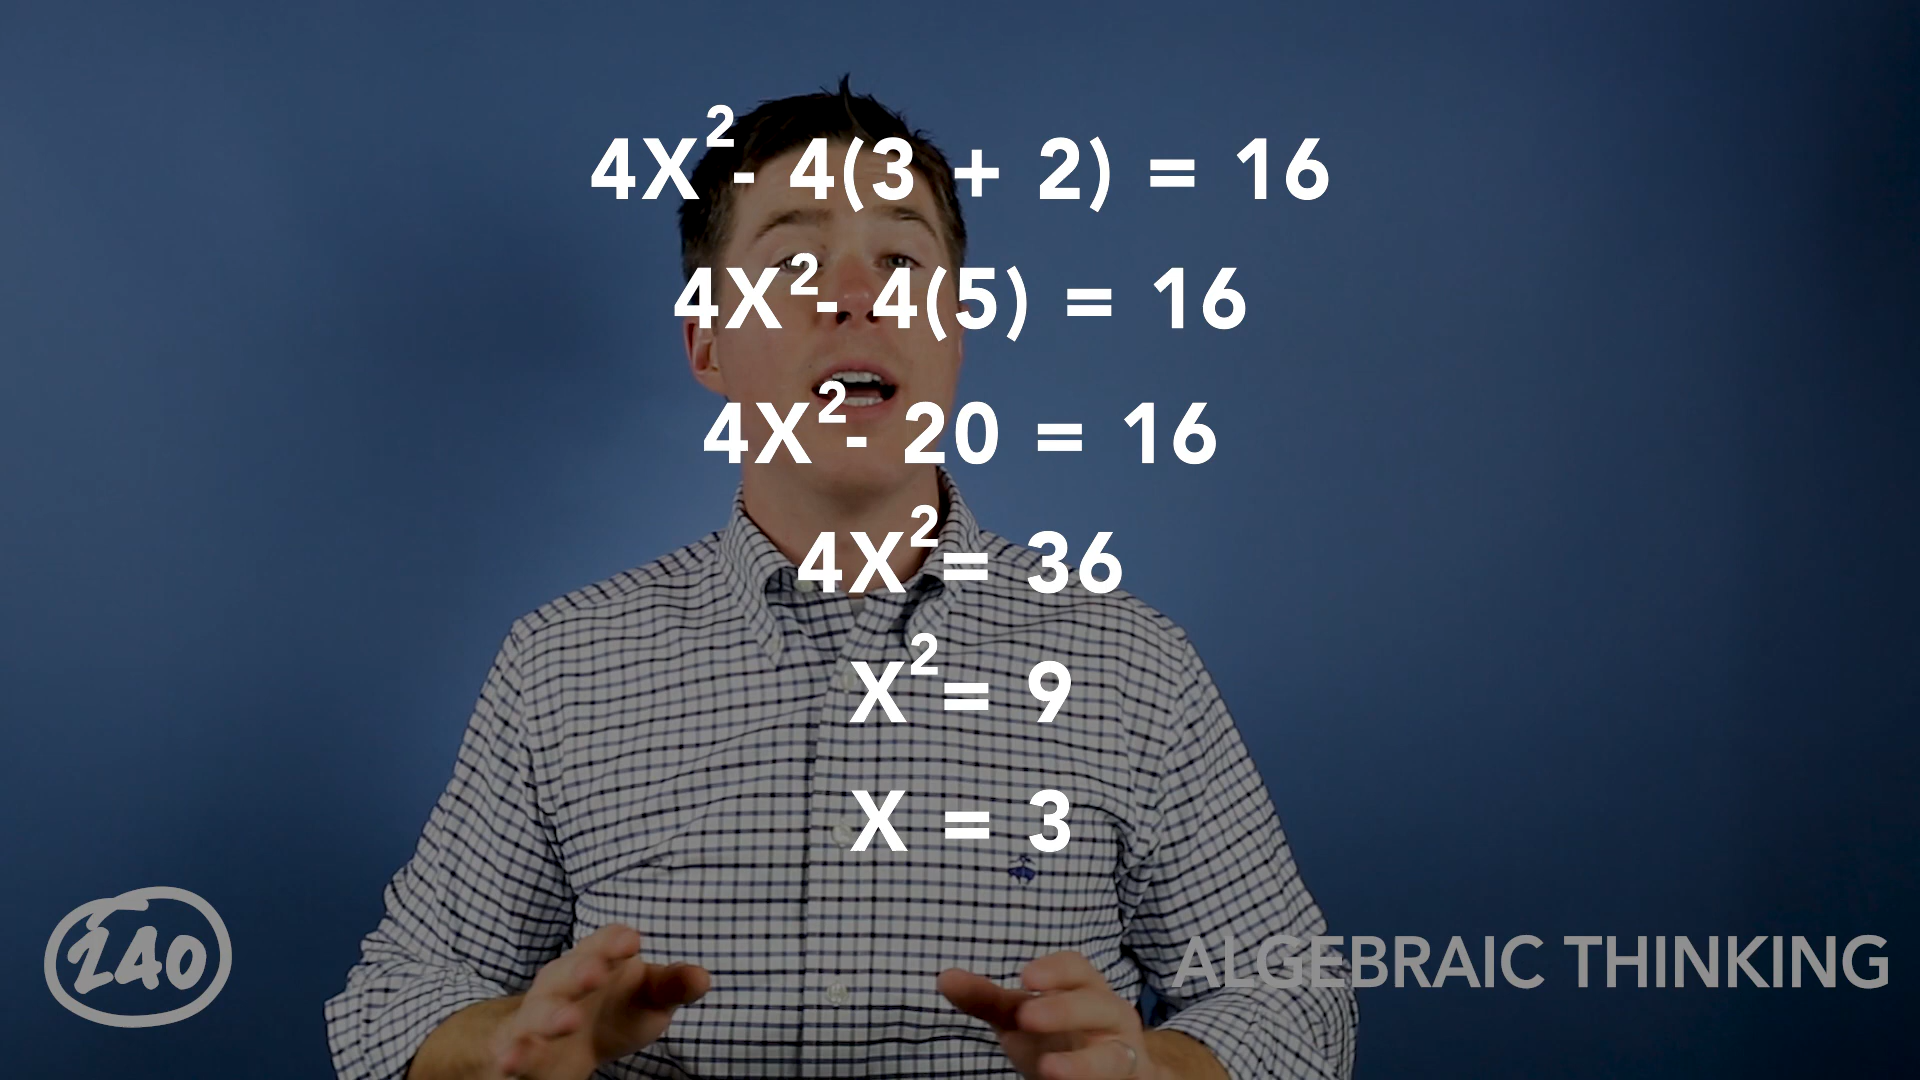 4X²- 4(3 + 2) = 16
4X²- 4(5) = 16
4X²- 20 = 16
4X²= 36
X²= 9
X = 3
240
ALGEBRAIC THINKING